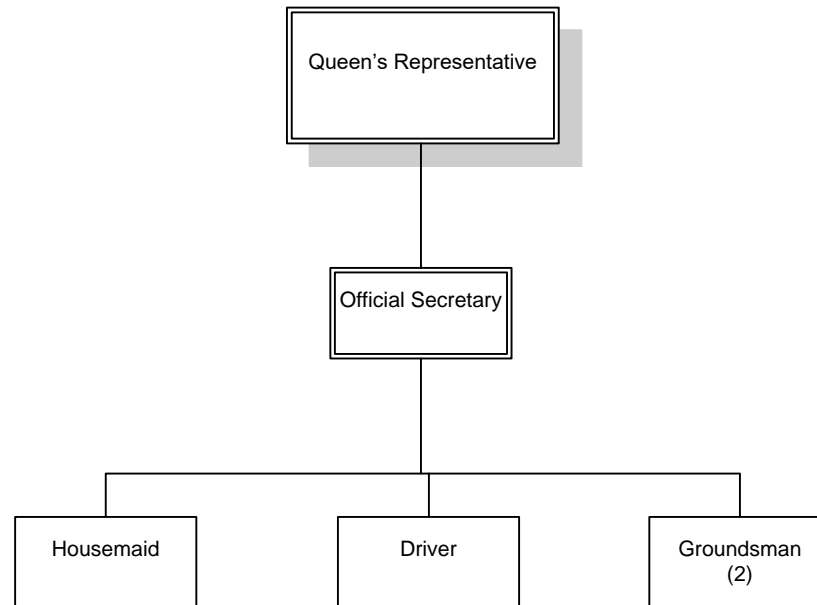 Queen’s Representative
Official Secretary
Housemaid
Driver
Groundsman
(2)